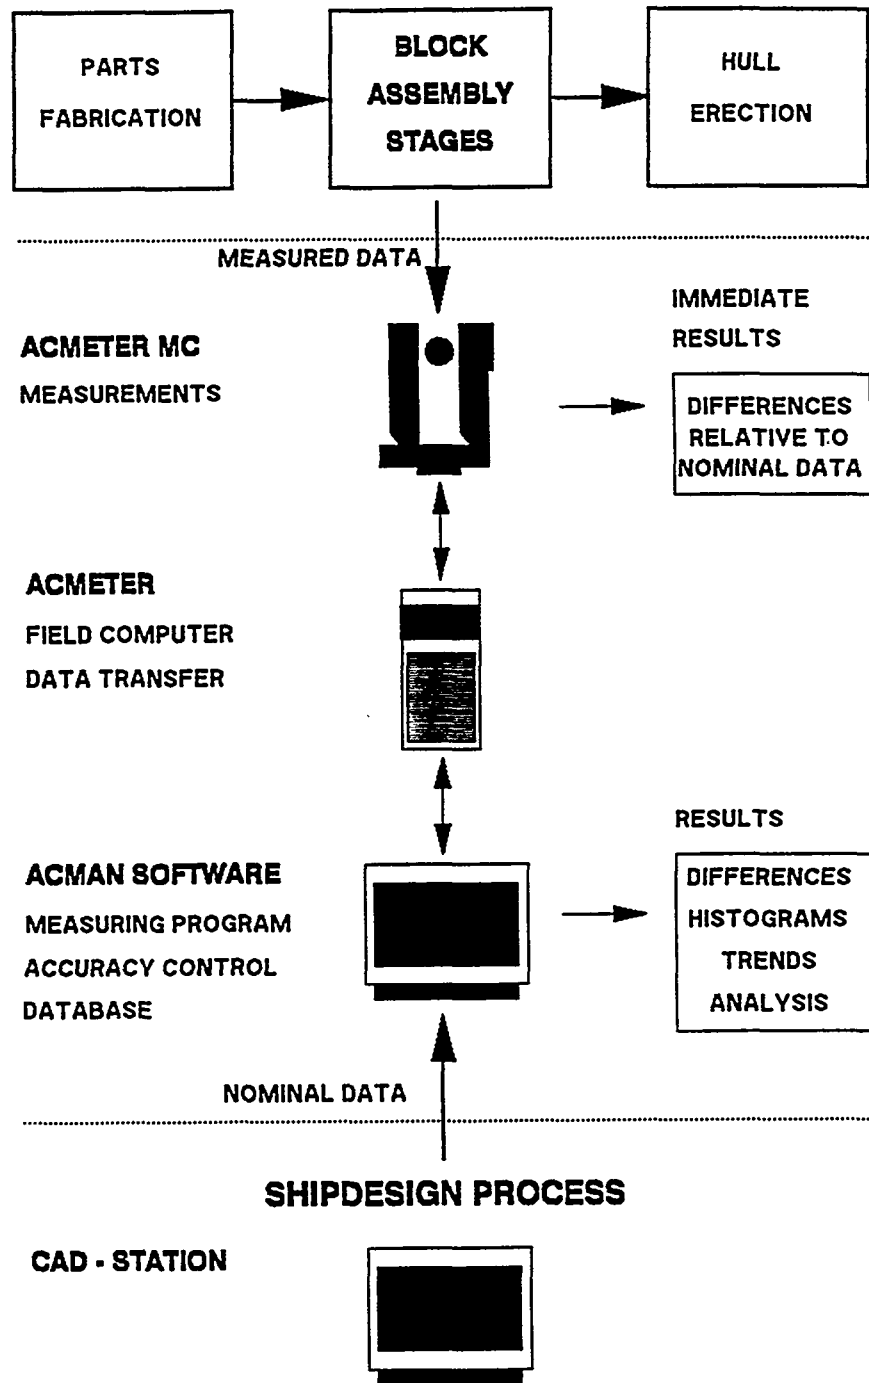 PARTS
FABRICATION
BLOCK
ASSEMBLY
STAGES
HULL
ERECTION
MEASURED DATA
ACMETER MC
MEASUREMENTS
IMMEDIATE
RESULTS
DIFFERENCES
RELATIVE TO
NOMINAL DATA
ACMETER
FIELD COMPUTER
DATA TRANSFER
ACMAN SOFTWARE
MEASURING PROGRAM
ACCURACY CONTROL
DATABASE
RESULTS
DIFFERENCES
HISTOGRAMS
TRENDS
ANALYSIS
NOMINAL DATA
SHIPDESIGN PROCESS
CAD - STATION